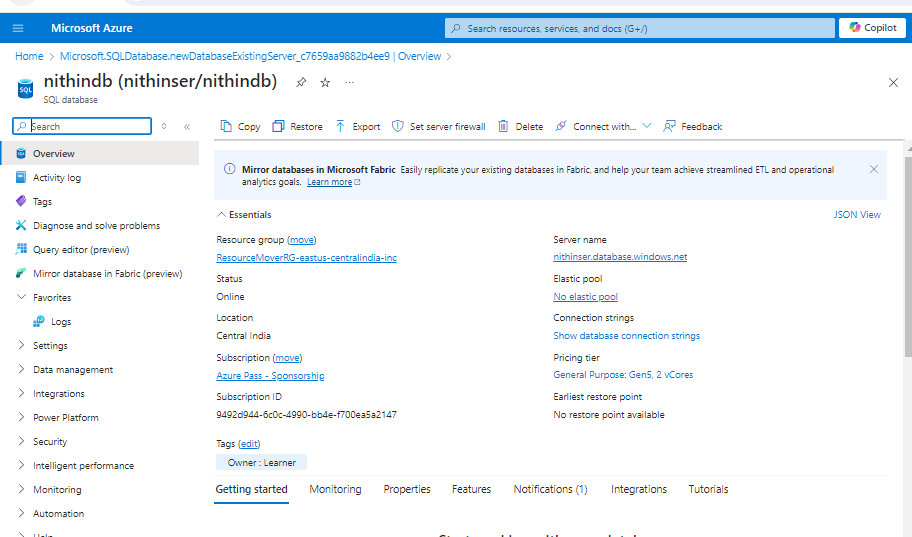 Microsoft Azure
Search resources, services, and docs (G+/)
Copilot
Home > Microsoft.SQLDatabase.newDatabaseExistingServer_c7659aa9882b4ee9 | Overview >
nithindb (nithinser/nithindb)
SQL
SQL database
Search
Copy Restore Export Set server firewall Delete Connect with... Feedback
Overview
Activity log
Tags
Diagnose and solve problems
Query editor (preview)
Mirror database in Fabric (preview)
Favorites
Logs
Settings
Data management
Integrations
Power Platform
Security
Intelligent performance
Monitoring
Automation
Mirror databases in Microsoft Fabric Easily replicate your existing databases in Fabric, and help your team achieve streamlined ETL and operational
analytics goals. Learn more
Essentials
JSON View
Resource group (move)
ResourceMoverRG-eastus-centralindia-inc
Status
Online
Location
Central India
Subscription (move)
Azure Pass - Sponsorship
Subscription ID
9492d944-6c0c-4990-bb4e-f700ea5a2147
Server name
nithinser.database.windows.net
Elastic pool
No elastic pool
Connection strings
Show database connection strings
Pricing tier
General Purpose: Gen5, 2 vCores
Earliest restore point
No restore point available
Tags (edit)
Owner : Learner
Getting started Monitoring Properties Features Notifications (1) Integrations Tutorials